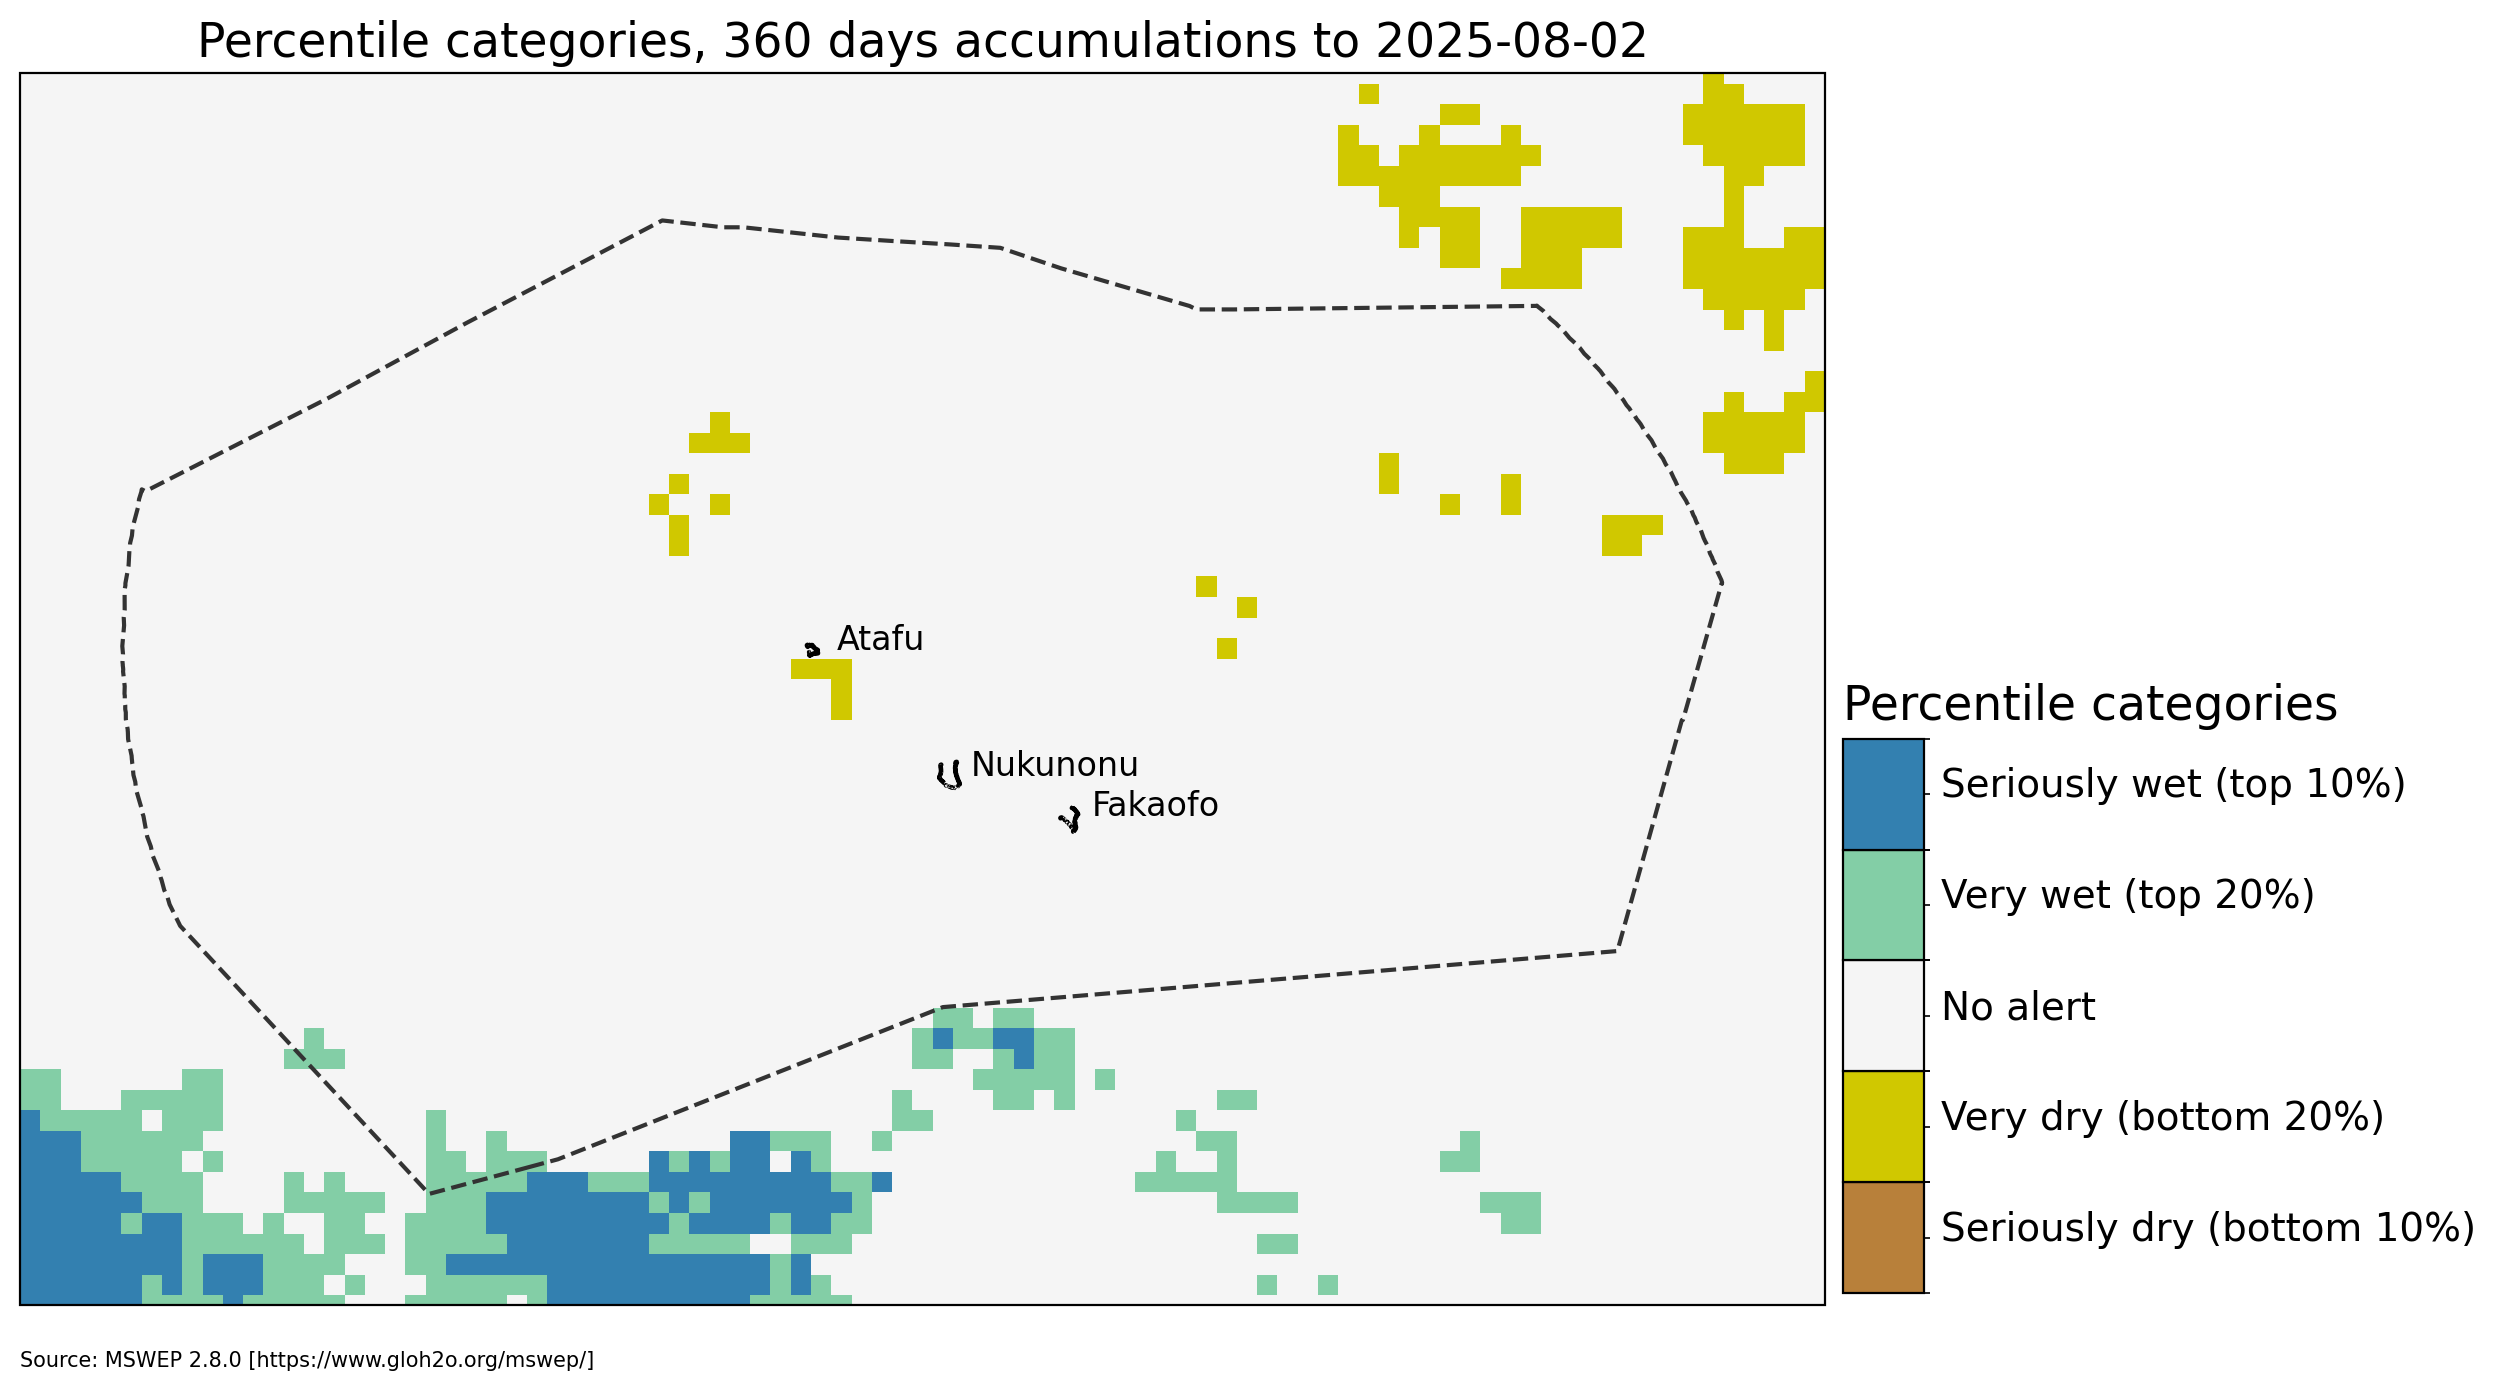 Percentile categories, 360 days accumulations to 2025-08-02
Atafu
Nukunonu
Fakaofo
Percentile categories
Seriously wet (top 10%)
Very wet (top 20%)
No alert
Very dry (bottom 20%)
Seriously dry (bottom 10%)
Source: MSWEP 2.8.0 [https://www.gloh2o.org/mswep/]